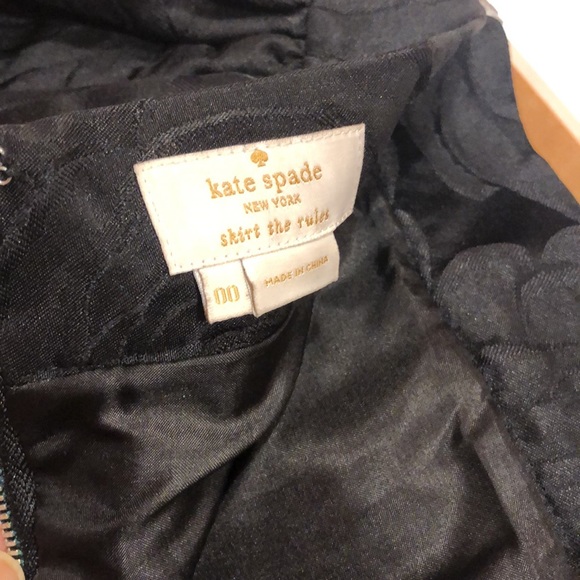 kate spade
NEW YORK
skirt the rules
00
MADE IN CHINA